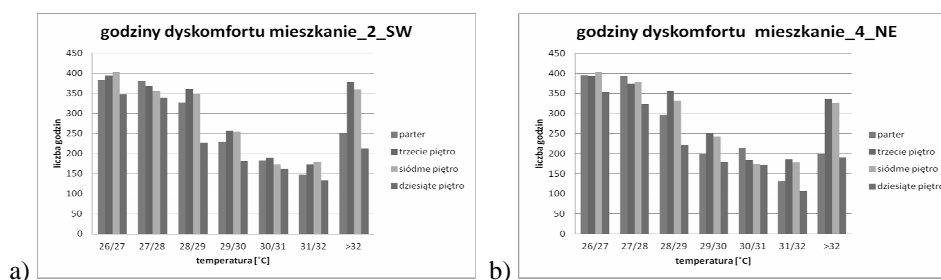 godziny dyskomfortu mieszkanie_2_SW
450
400
350
300
250
200
150
100
50
0
liczba godzin
26/27 27/28 28/29 29/30 30/31 31/32 >32
temperatura [°C]
parter
trzecie piętro
siódme piętro
dziesiąte piętro
a)
godziny dyskomfortu mieszkanie_4_NE
450
400
350
300
250
200
150
100
50
0
liczba godzin
26/27 27/28 28/29 29/30 30/31 31/32 >32
temperatura [°C]
parter
trzecie piętro
siódme piętro
dziesiąte piętro
b)